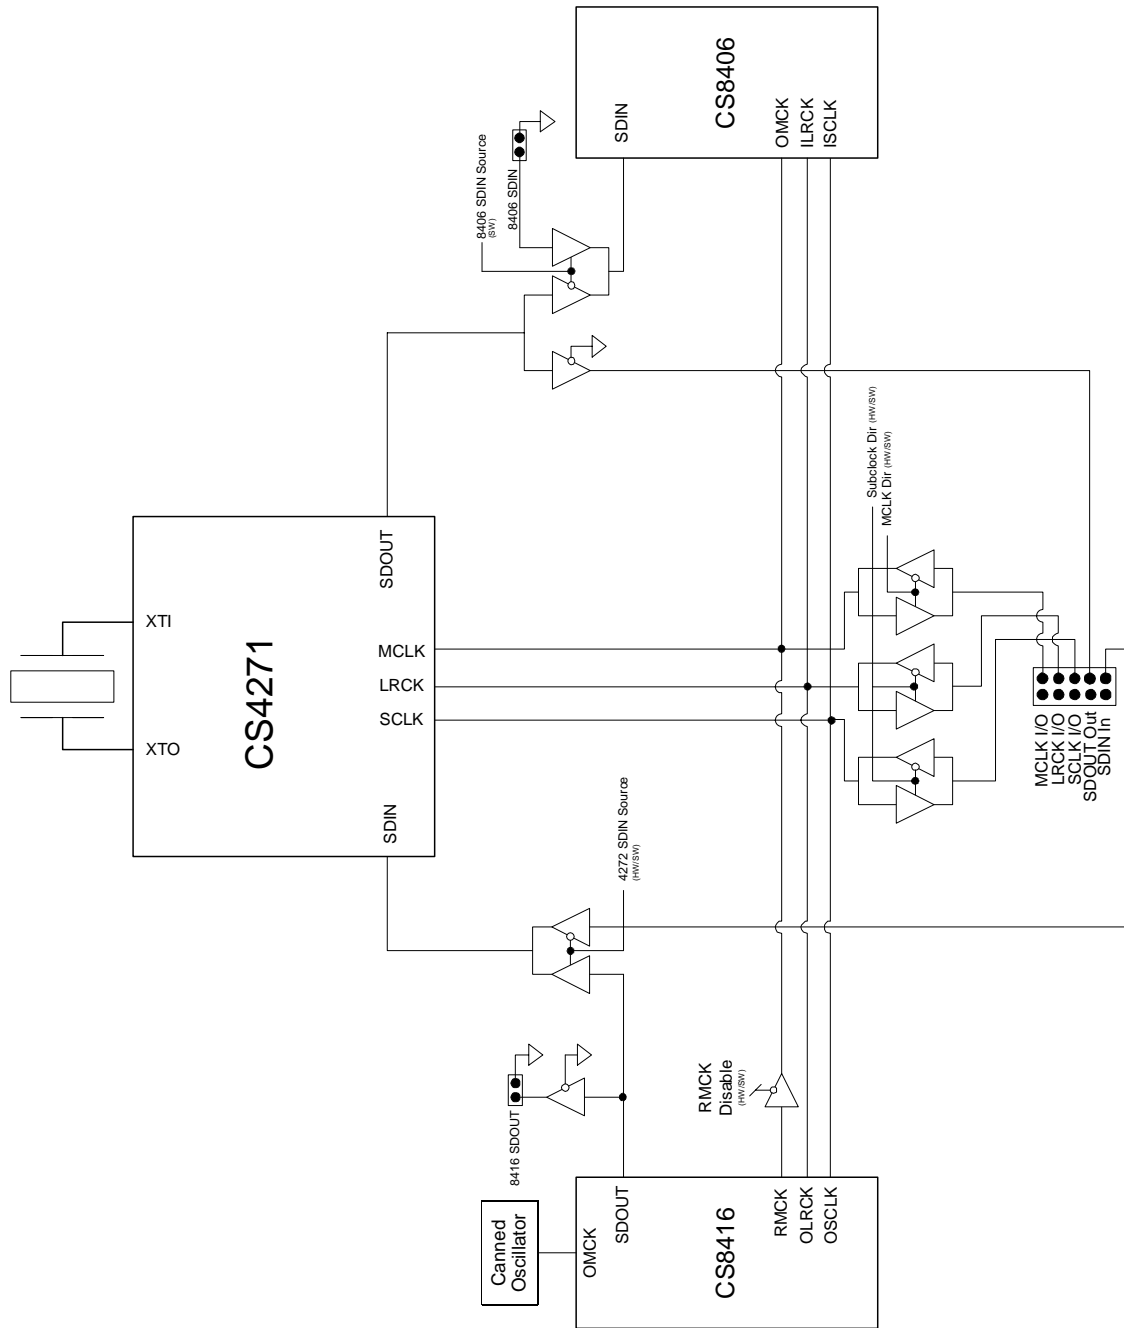 CS8406
SDIN
OMCK
ILRCK
ISCLK
8406 SDIN Source
(SW)
8406 SDIN
Subclock Dir (HW/SW)
MCLK Dir (HW/SW)
XTI
XTO
CS4271
SDOUT
MCLK
LRCK
SCLK
SDIN
MCLK I/O
LRCK I/O
SCLK I/O
SDOUT Out
SDIN In
4272 SDIN Source
(HW/SW)
8416 SDOUT
RMCK
Disable
(HW/SW)
Canned
Oscillator
OMCK
SDOUT
CS8416
RMCK
OLRCK
OSCLK